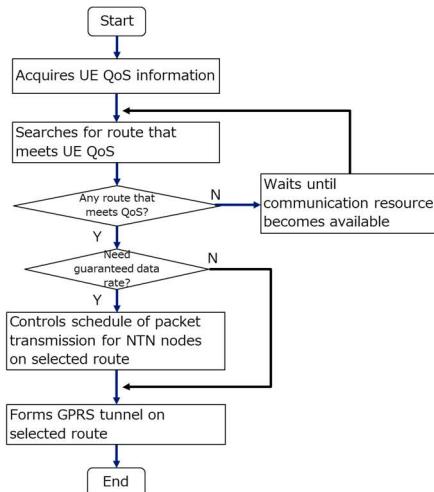 Start
Acquires UE QoS information
Searches for route that
meets UE QoS
Any route that
meets QoS?
N
Waits until
communication resource
becomes available
Y
Need
guaranteed data
rate?
N
Y
Controls schedule of packet
transmission for NTN nodes
on selected route
Forms GPRS tunnel on
selected route
End